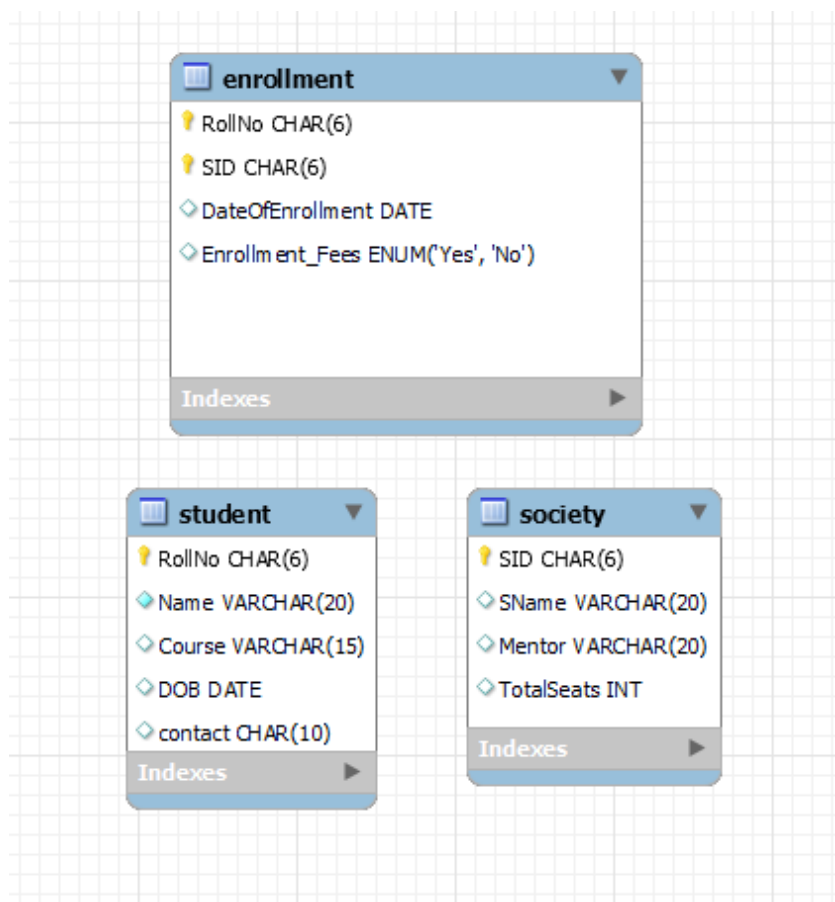 enrollment
RollNo CHAR(6)
SID CHAR(6)
DateOfEnrollment DATE
Enrollment_Fees ENUM('Yes', 'No')
Indexes
student
RollNo CHAR(6)
Name VARCHAR(20)
Course VARCHAR(15)
DOB DATE
contact CHAR(10)
Indexes
society
SID CHAR(6)
SName VARCHAR(20)
Mentor VARCHAR(20)
TotalSeats INT
Indexes